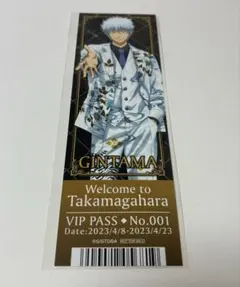 GINTAMA
Welcome to
Takamagahara
VIP PASS ◆ No.001
Date:2023/4/8-2023/4/23